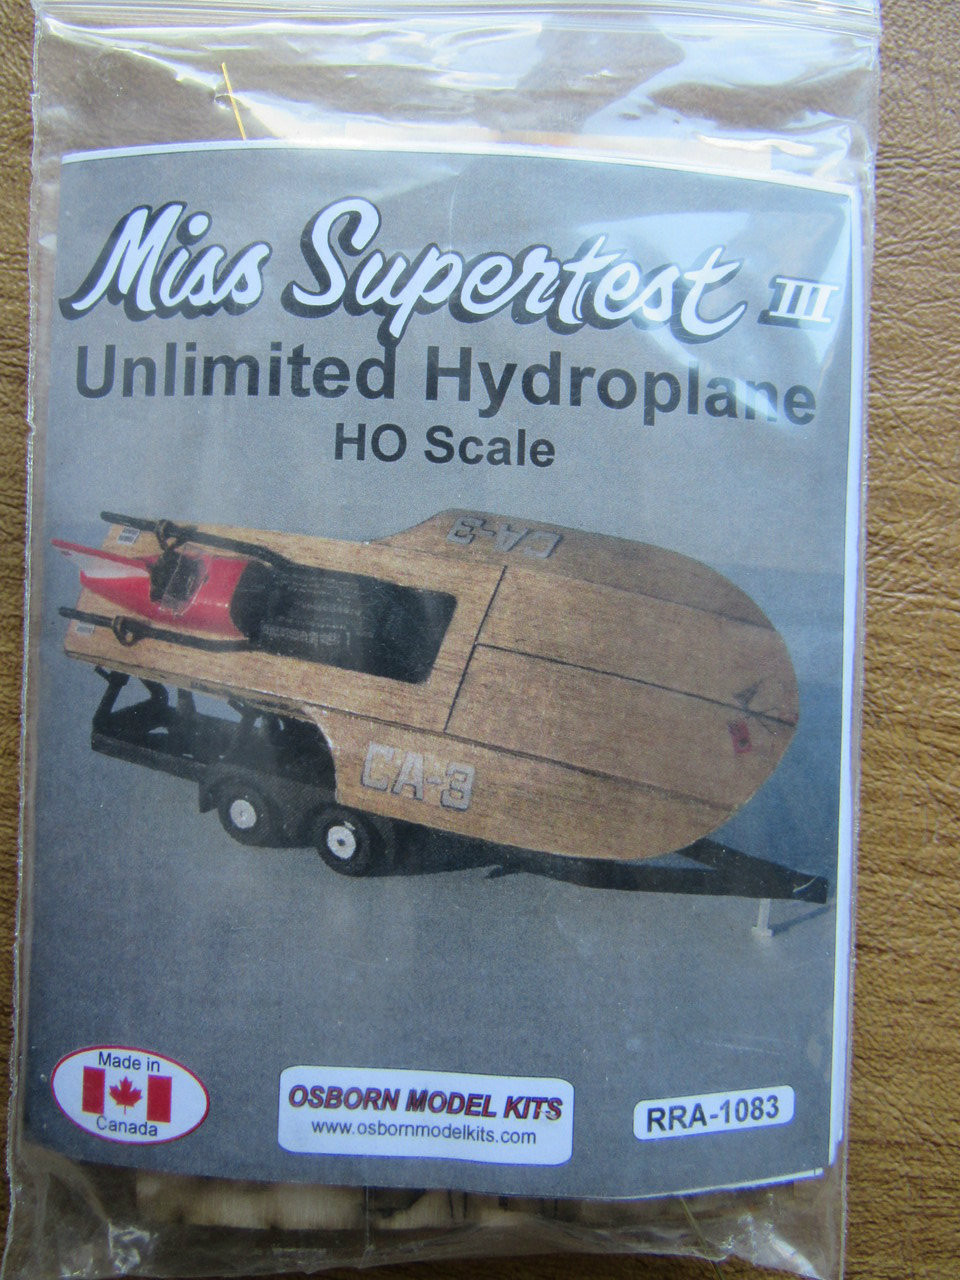 Miss Supertest III
Unlimited Hydroplane
HO Scale
CA-3
CA-3
Made in
Canada
OSBORN MODEL KITS
www.osbornmodelkits.com
RRA-1083